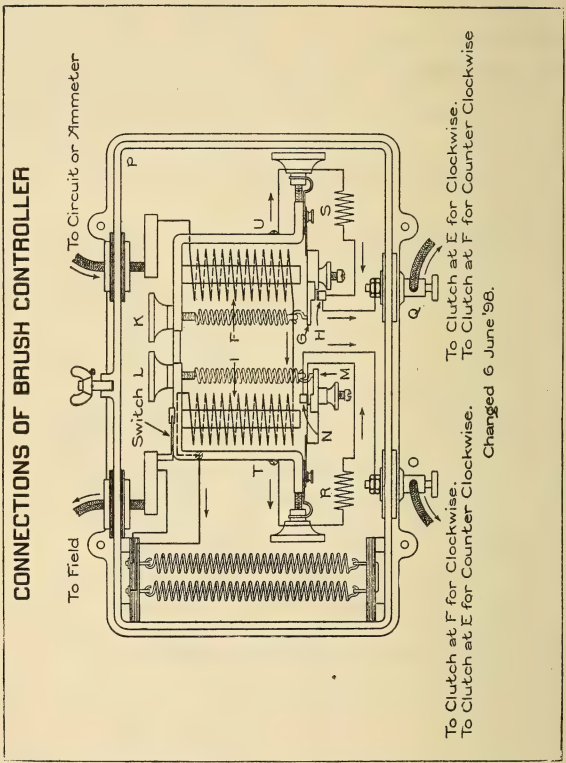 CONNECTIONS OF BRUSH CONTROLLER
To Field
To Circuit or Ammeter
P
Switch L
K
I
F
T
U
G
H
M
N
R
S
O
Q
To Clutch at F for Clockwise.
To Clutch at E for Counter Clockwise.
To Clutch at E for Clockwise.
To Clutch at F for Counter Clockwise
Changed 6 June '98.